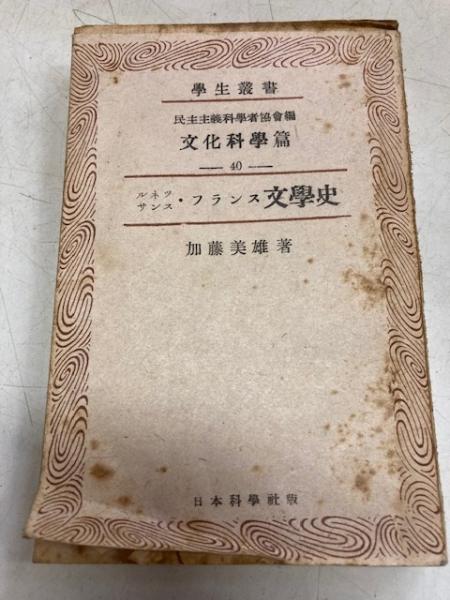 學生叢書
民主主義科學者協會編
文化科學篇
— 40 —
ルネッサンス・フランス文學史
加藤美雄著
日本科學社版